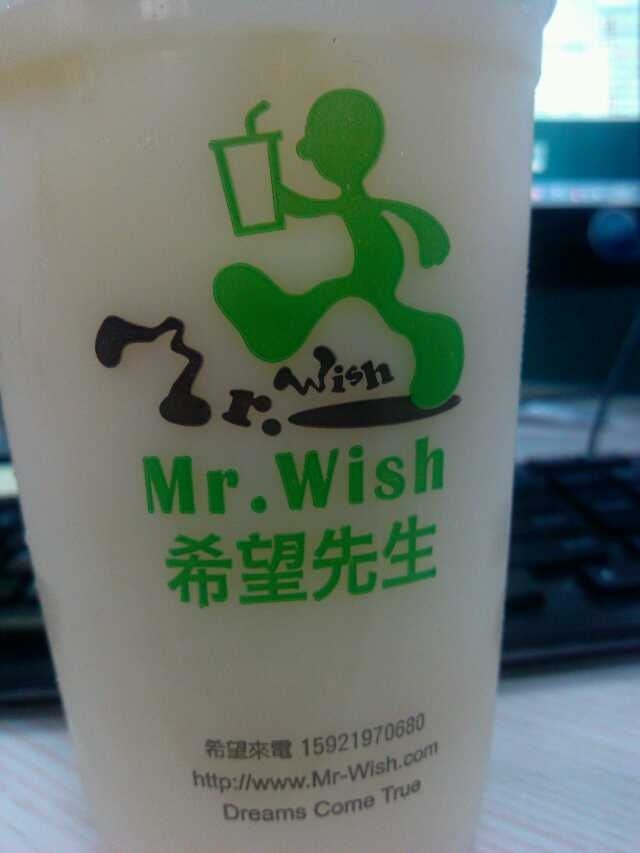 Mr. Wish
Mr.Wish
希望先生
希望來電 15921970680
http://www.Mr-Wish.com
Dreams Come True